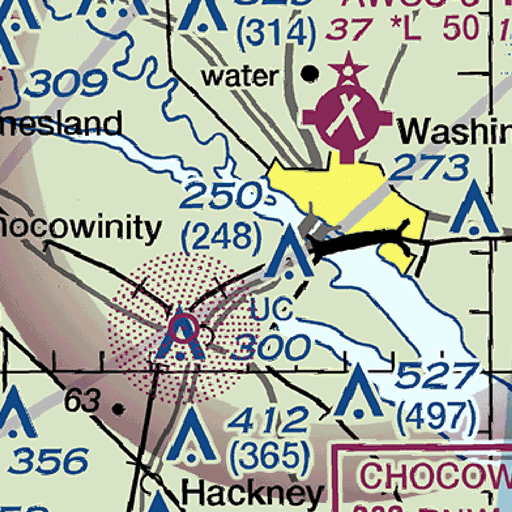 (314)
37 *L 50
water
309
nesland
Washin
273
250
hocowinity
(248)
UC
300
527
(497)
63
412
(365)
356
CHOCOW
Hackney